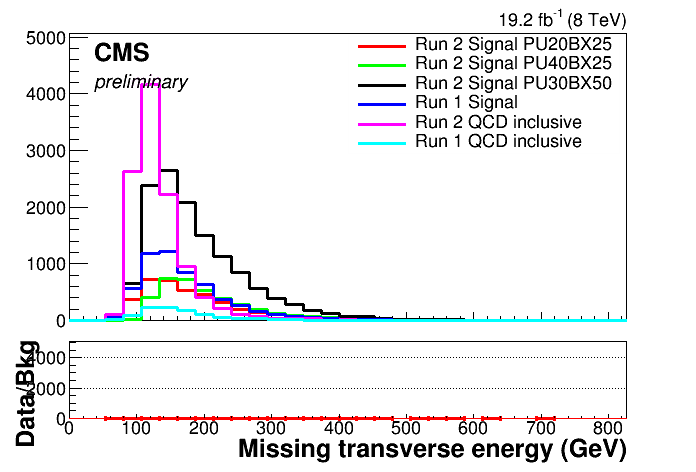 19.2 fb-1 (8 TeV)
5000
CMS
preliminary
Run 2 Signal PU20BX25
Run 2 Signal PU40BX25
Run 2 Signal PU30BX50
Run 1 Signal
Run 2 QCD inclusive
Run 1 QCD inclusive
4000
3000
2000
1000
0
Data/Bkg
4000
2000
0
0 100 200 300 400 500 600 700 800
Missing transverse energy (GeV)